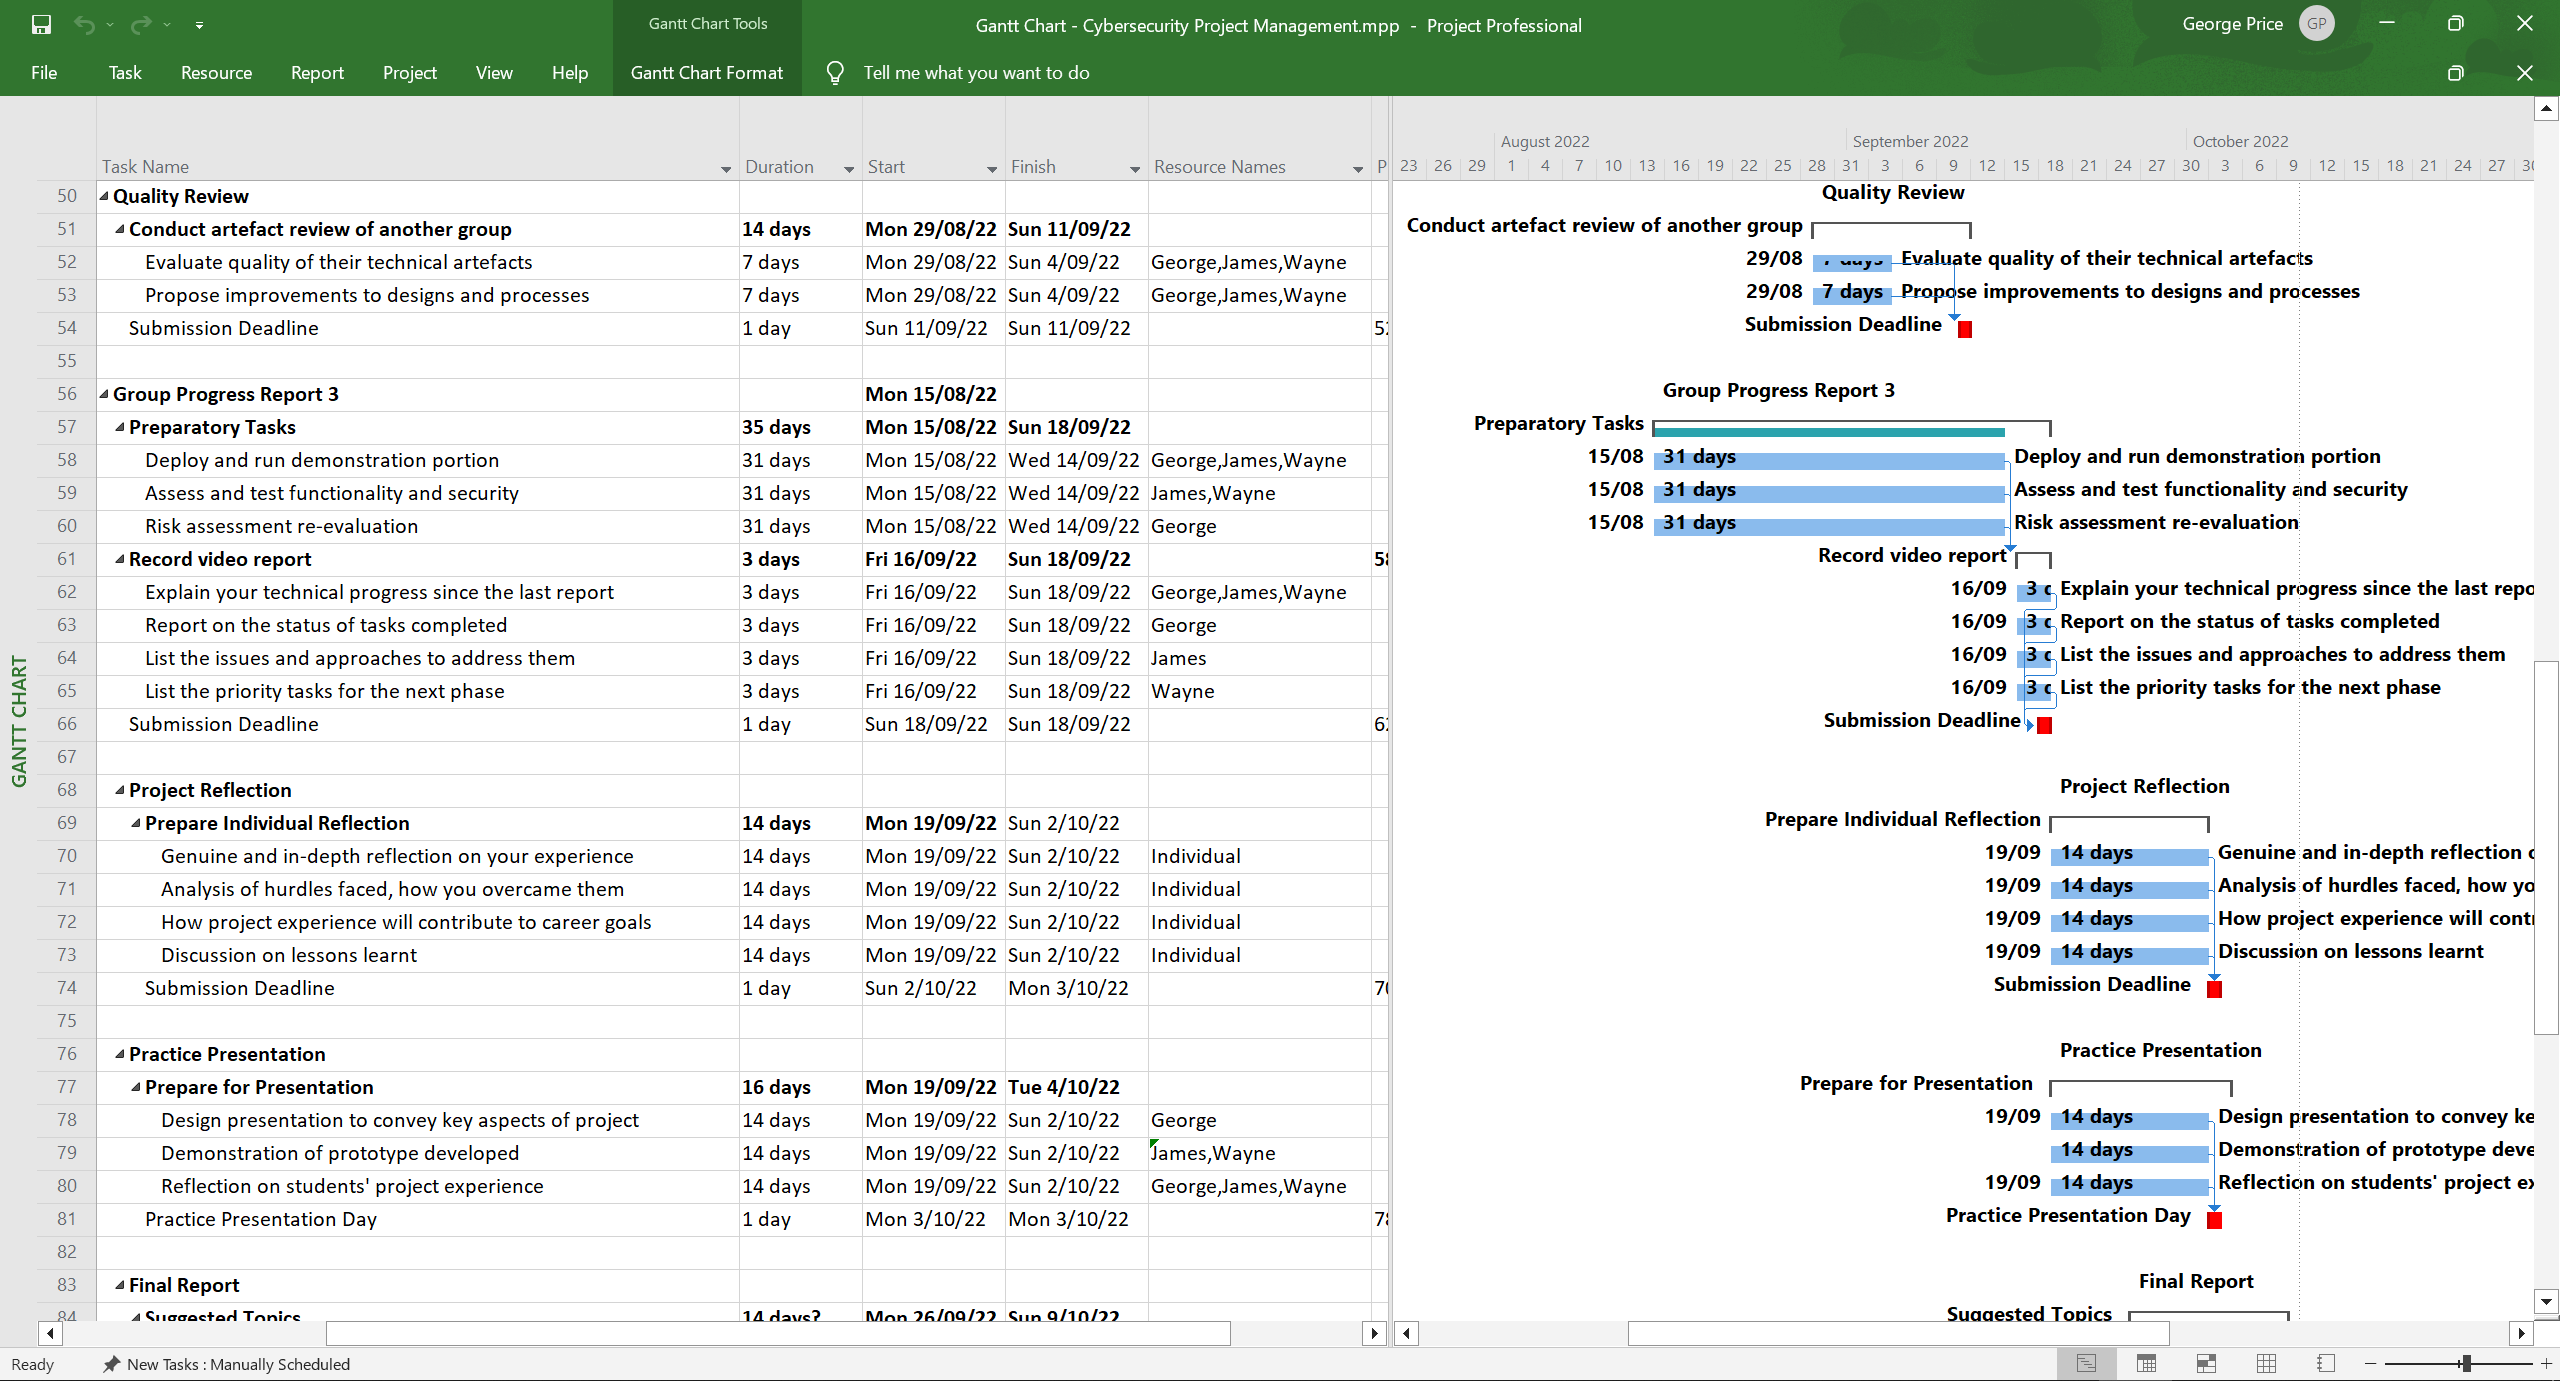 Gantt Chart Tools
Gantt Chart - Cybersecurity Project Management.mpp - Project Professional
George Price GP
File Task Resource Report Project View Help Gantt Chart Format Tell me what you want to do
GANTT CHART
Task Name Duration Start Finish Resource Names P
50 Quality Review
51 Conduct artefact review of another group 14 days Mon 29/08/22 Sun 11/09/22
52 Evaluate quality of their technical artefacts 7 days Mon 29/08/22 Sun 4/09/22 George,James,Wayne
53 Propose improvements to designs and processes 7 days Mon 29/08/22 Sun 4/09/22 George,James,Wayne
54 Submission Deadline 1 day Sun 11/09/22 Sun 11/09/22
55
56 Group Progress Report 3 Mon 15/08/22
57 Preparatory Tasks 35 days Mon 15/08/22 Sun 18/09/22
58 Deploy and run demonstration portion 31 days Mon 15/08/22 Wed 14/09/22 George,James,Wayne
59 Assess and test functionality and security 31 days Mon 15/08/22 Wed 14/09/22 James,Wayne
60 Risk assessment re-evaluation 31 days Mon 15/08/22 Wed 14/09/22 George
61 Record video report 3 days Fri 16/09/22 Sun 18/09/22
62 Explain your technical progress since the last report 3 days Fri 16/09/22 Sun 18/09/22 George,James,Wayne
63 Report on the status of tasks completed 3 days Fri 16/09/22 Sun 18/09/22 George
64 List the issues and approaches to address them 3 days Fri 16/09/22 Sun 18/09/22 James
65 List the priority tasks for the next phase 3 days Fri 16/09/22 Sun 18/09/22 Wayne
66 Submission Deadline 1 day Sun 18/09/22 Sun 18/09/22
67
68 Project Reflection
69 Prepare Individual Reflection 14 days Mon 19/09/22 Sun 2/10/22
70 Genuine and in-depth reflection on your experience 14 days Mon 19/09/22 Sun 2/10/22 Individual
71 Analysis of hurdles faced, how you overcame them 14 days Mon 19/09/22 Sun 2/10/22 Individual
72 How project experience will contribute to career goals 14 days Mon 19/09/22 Sun 2/10/22 Individual
73 Discussion on lessons learnt 14 days Mon 19/09/22 Sun 2/10/22 Individual
74 Submission Deadline 1 day Sun 2/10/22 Mon 3/10/22
75
76 Practice Presentation
77 Prepare for Presentation 16 days Mon 19/09/22 Tue 4/10/22
78 Design presentation to convey key aspects of project 14 days Mon 19/09/22 Sun 2/10/22 George
79 Demonstration of prototype developed 14 days Mon 19/09/22 Sun 2/10/22 James,Wayne
80 Reflection on students' project experience 14 days Mon 19/09/22 Sun 2/10/22 George,James,Wayne
81 Practice Presentation Day 1 day Mon 3/10/22 Mon 3/10/22
82
83 Final Report
84 Suggested Topics 14 days? Mon 26/09/22 Sun 9/10/22
August 2022 September 2022 October 2022
23 26 29 1 4 7 10 13 16 19 22 25 28 31 3 6 9 12 15 18 21 24 27 30 3 6 9 12 15 18 21 24 27
Quality Review
Conduct artefact review of another group
29/08 7 days Evaluate quality of their technical artefacts
29/08 7 days Propose improvements to designs and processes
Submission Deadline
Group Progress Report 3
Preparatory Tasks
15/08 31 days Deploy and run demonstration portion
15/08 31 days Assess and test functionality and security
15/08 31 days Risk assessment re-evaluation
Record video report
16/09 3 Explain your technical progress since the last repo
16/09 3 Report on the status of tasks completed
16/09 3 List the issues and approaches to address them
16/09 3 List the priority tasks for the next phase
Submission Deadline
Project Reflection
Prepare Individual Reflection
19/09 14 days Genuine and in-depth reflection
19/09 14 days Analysis of hurdles faced, how yo
19/09 14 days How project experience will cont
19/09 14 days Discussion on lessons learnt
Submission Deadline
Practice Presentation
Prepare for Presentation
19/09 14 days Design presentation to convey ke
14 days Demonstration of prototype deve
19/09 14 days Reflection on students' project ex
Practice Presentation Day
Final Report
Suggested Topics
Ready New Tasks : Manually Scheduled